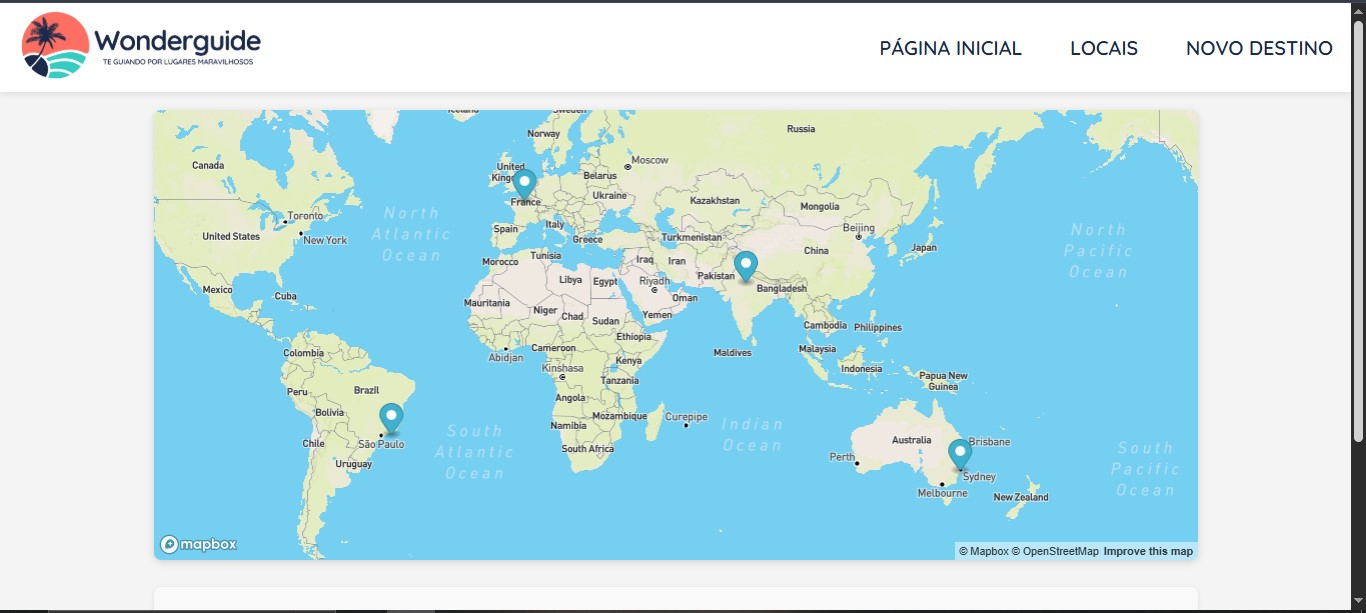 Wonderguide
TE GUIANDO POR LUGARES MARAVILHOSOS
PÁGINA INICIAL
LOCAIS
NOVO DESTINO
Iceland
Sweden
Russia
Norway
Moscow
Canada
United
Kingd
Belarus
Ukraine
Kazakhstan
Mongolia
France
Toronto
North
Atlantic
Ocean
Spain
Italy
Greece
Turkmenistan
Beijing
North
Pacific
Ocean
United States
New York
China
Japan
Morocco
Tunisia
Iraq
Iran
Pakistan
Mexico
Cuba
Libya
Egypt
Riyadh
Bangladesh
Mauritania
Niger
Chad
Sudan
Oman
Yemen
Cambodia
Philippines
Colombia
Abidjan
Cameroon
Ethiopia
Maldives
Malaysia
Kinshasa
Kenya
Indonesia
Papua New
Guinea
Peru
Brazil
Tanzania
Angola
Bolivia
Namibia
Mozambique
Curepipe
Indian
Ocean
Chile
São Paulo
South
Atlantic
Ocean
South Africa
Australia
Brisbane
Perth
Uruguay
Sydney
Melbourne
New Zealand
South
Pacific
Ocean
mapbox
© Mapbox © OpenStreetMap Improve this map